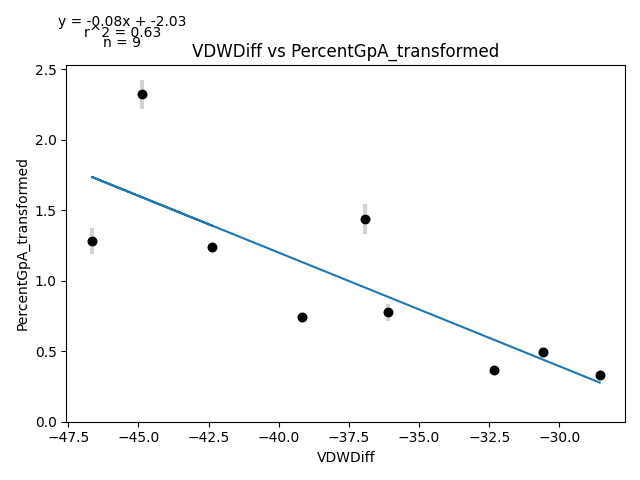 y = -0.08x + -2.03
r^2 = 0.63
n = 9
VDWDiff vs PercentGpA_transformed
PercentGpA_transformed
2.5
2.0
1.5
1.0
0.5
0.0
−47.5 −45.0 −42.5 −40.0 −37.5 −35.0 −32.5 −30.0
VDWDiff